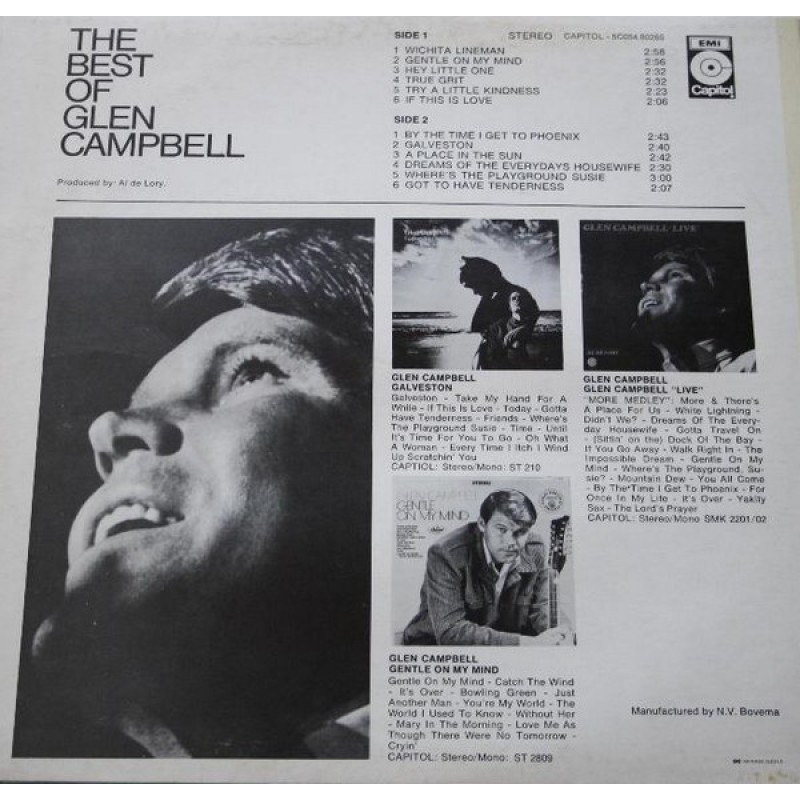 THE
BEST
OF
GLEN
CAMPBELL
Produced by: Al de Lory.
SIDE 1 STEREO CAPITOL - 5C054.80265
1 WICHITA LINEMAN 2:58
2 GENTLE ON MY MIND 2:56
3 HEY LITTLE ONE 2:32
4 TRUE GRIT 2:32
5 TRY A LITTLE KINDNESS 2:23
6 IF THIS IS LOVE 2:06
SIDE 2
1 BY THE TIME I GET TO PHOENIX 2:43
2 GALVESTON 2:40
3 A PLACE IN THE SUN 2:42
4 DREAMS OF THE EVERYDAYS HOUSEWIFE 2:30
5 WHERE'S THE PLAYGROUND SUSIE 3:00
6 GOT TO HAVE TENDERNESS 2:07
EMI
Capitol
GLEN CAMPBELL
GALVESTON
Galveston - Take My Hand For A
While - If This Is Love - Today - Gotta
Have Tenderness - Friends - Where's
The Playground Susie - Time - Until
It's Time For You To Go - Oh What
A Woman - Every Time I Itch I Wind
Up Scratchin' You
CAPTIOL: Stereo/Mono: ST 210
GLEN CAMPBELL LIVE
GLEN CAMPBELL
GLEN CAMPBELL "LIVE"
"MORE MEDLEY": More & There's
A Place For Us - White Lightning -
Didn't We? - Dreams Of The Every-
day Housewife - Gotta Travel On
- (Sittin' on the) Dock Of The Bay -
If You Go Away - Walk Right In - The
Impossible Dream - Gentle On My
Mind - Where's The Playground, Su-
sie? - Mountain Dew - You All Come
- By The Time I Get To Phoenix - For
Once In My Life - It's Over - Yakity
Sax - The Lord's Prayer
CAPITOL: Stereo/Mono SMK 2201/02
STEREO
GLEN CAMPBELL
GENTLE
ON MY MIND
GLEN CAMPBELL
GENTLE ON MY MIND
Gentle On My Mind - Catch The Wind
- It's Over - Bowling Green - Just
Another Man - You're My World - The
World I Used To Know - Without Her
- Mary In The Morning - Love Me As
Though There Were No Tomorrow -
Cryin'
CAPITOL: Stereo/Mono: ST 2809
Manufactured by N.V. Bovema